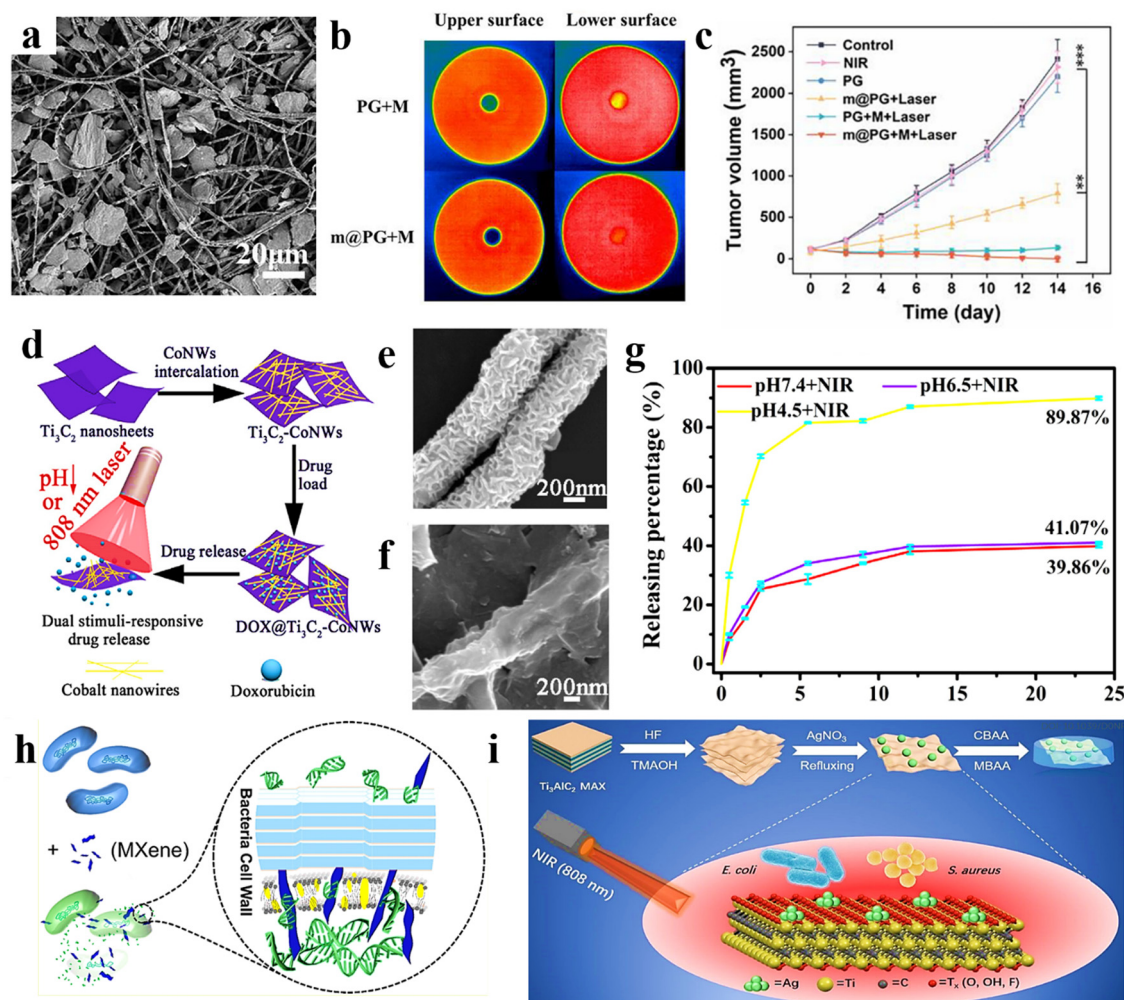 a
20μm
b
Upper surface
Lower surface
PG+M
m@PG+M
c
Tumor volume (mm3)
2500
2000
1500
1000
500
0
Control
NIR
PG
m@PG+Laser
PG+M+Laser
m@PG+M+Laser
***
**
0 2 4 6 8 10 12 14 16
Time (day)
d
CoNWs
intercalation
Ti3C2 nanosheets
Ti3C2-CoNWs
Drug
load
pH↓
or
808 nm laser
Drug release
Dual stimuli-responsive
drug release
DOX@Ti3C2-CoNWs
Cobalt nanowires
Doxorubicin
e
200nm
f
200nm
g
Releasing percentage (%)
100
80
60
40
20
0
pH7.4+NIR
pH6.5+NIR
pH4.5+NIR
89.87%
41.07%
39.86%
0 5 10 15 20 25
h
+
(MXene)
Bacteria Cell Wall
i
Ti3AlC2 MAX
HF
TMAOH
AgNO3
Refluxing
CBAA
MBAA
NIR (808 nm)
E. coli
S. aureus
=Ag =Ti =C =Tx (O, OH, F)